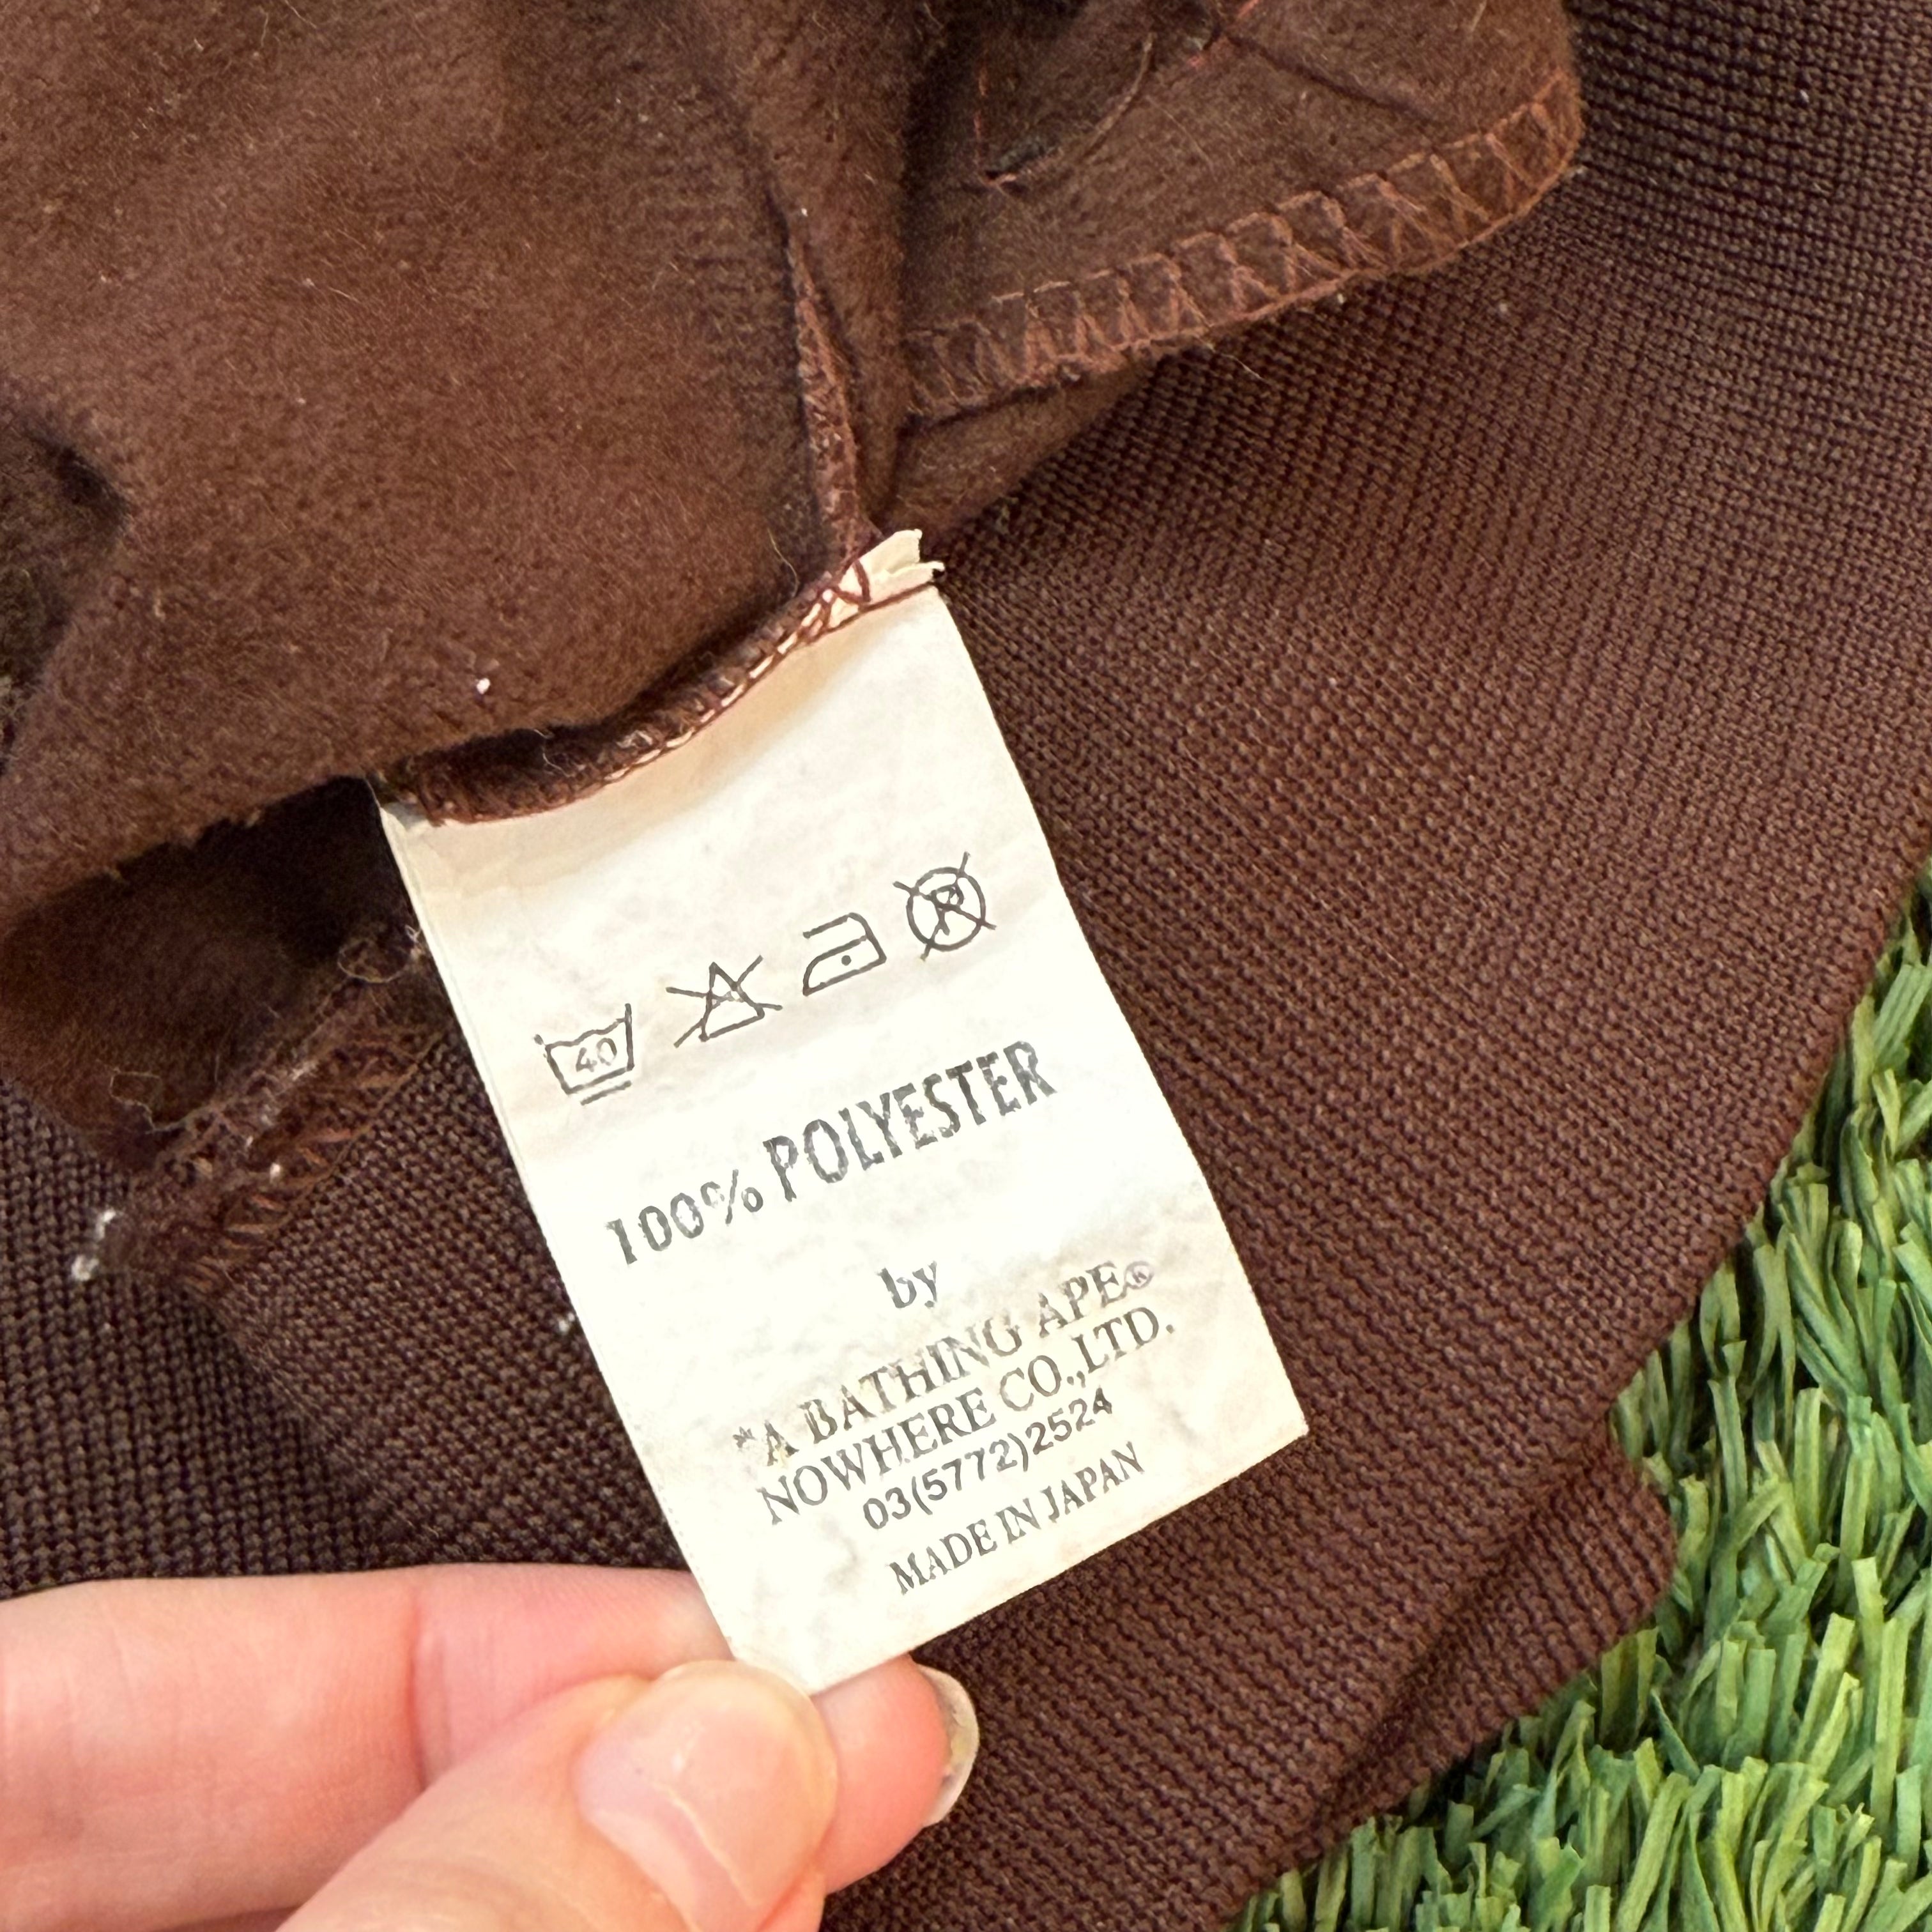 40 A P
100% POLYESTER
by
"A BATHING APE®
NOWHERE CO.,LTD.
03(5772)2524
MADE IN JAPAN